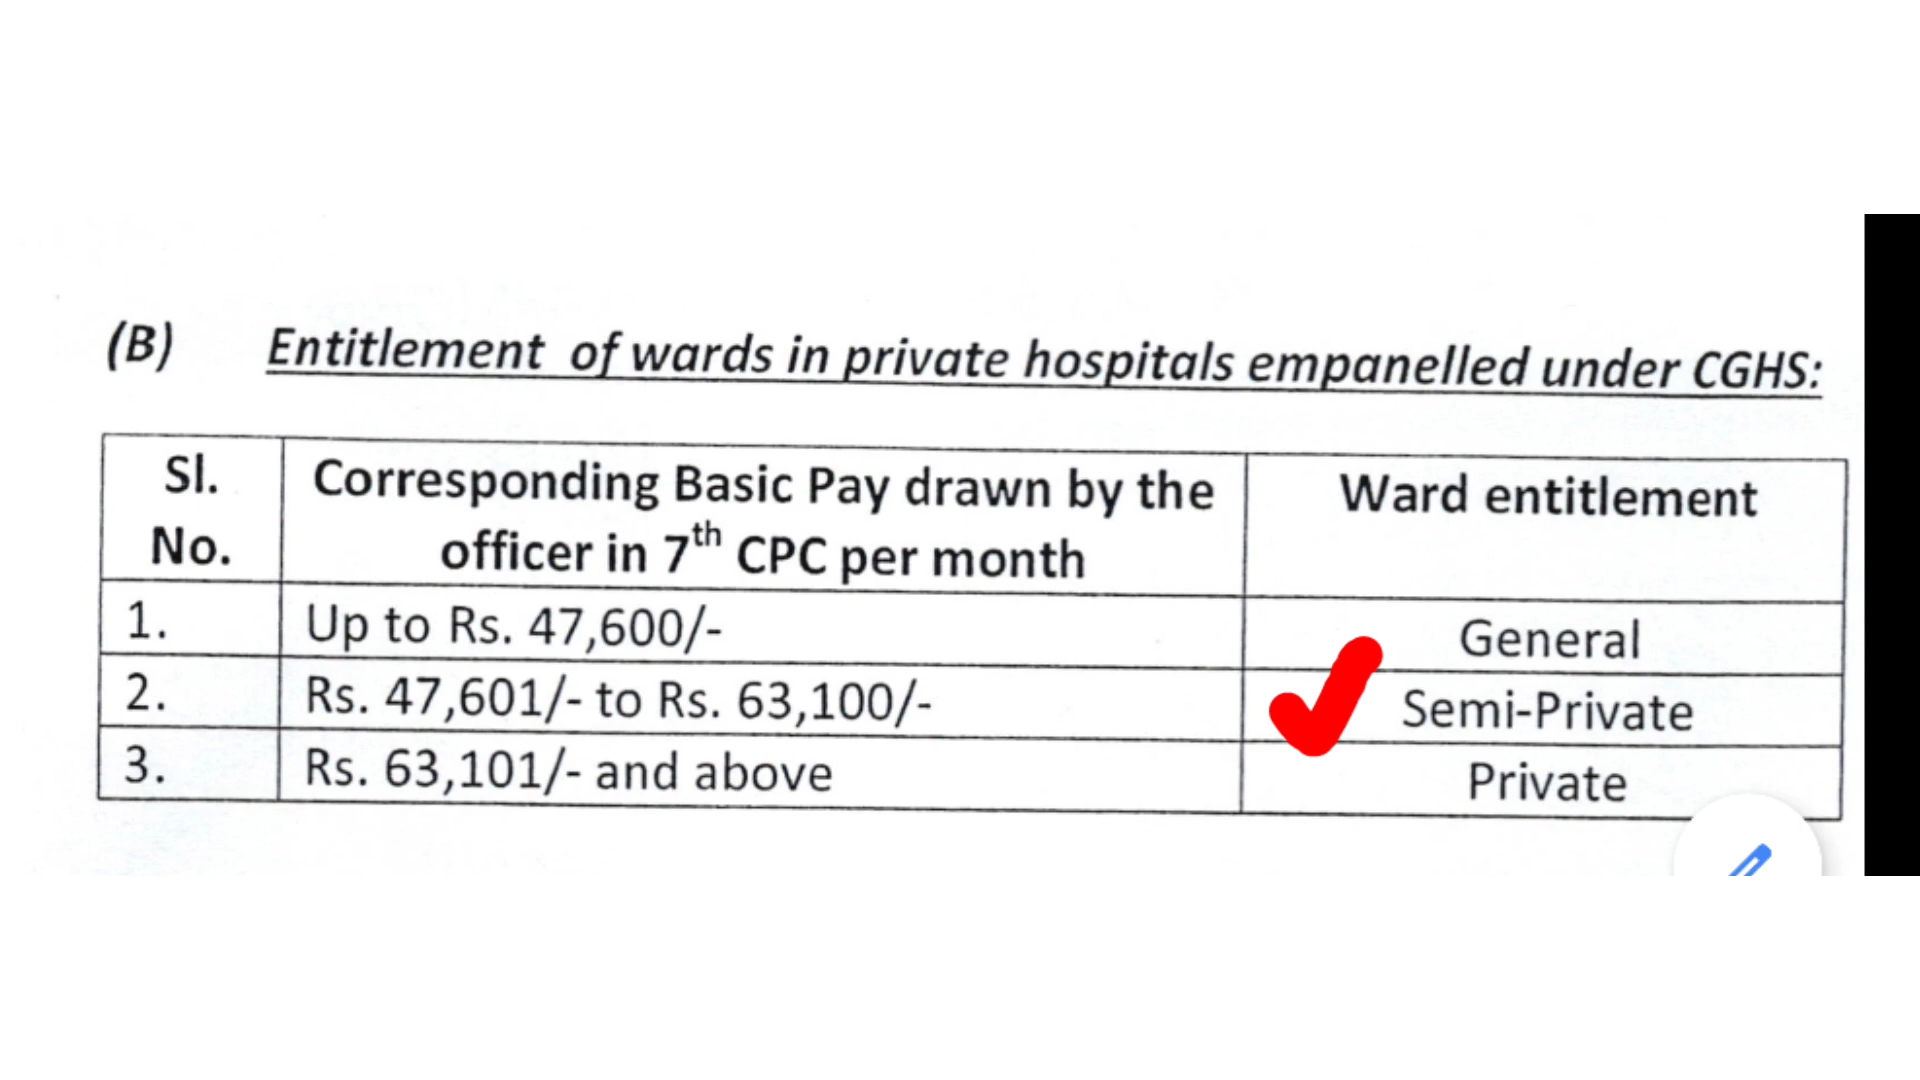 (B) Entitlement of wards in private hospitals empanelled under CGHS:
Sl. No. Corresponding Basic Pay drawn by the officer in 7th CPC per month Ward entitlement
1. Up to Rs. 47,600/- General
2. Rs. 47,601/- to Rs. 63,100/- Semi-Private
3. Rs. 63,101/- and above Private